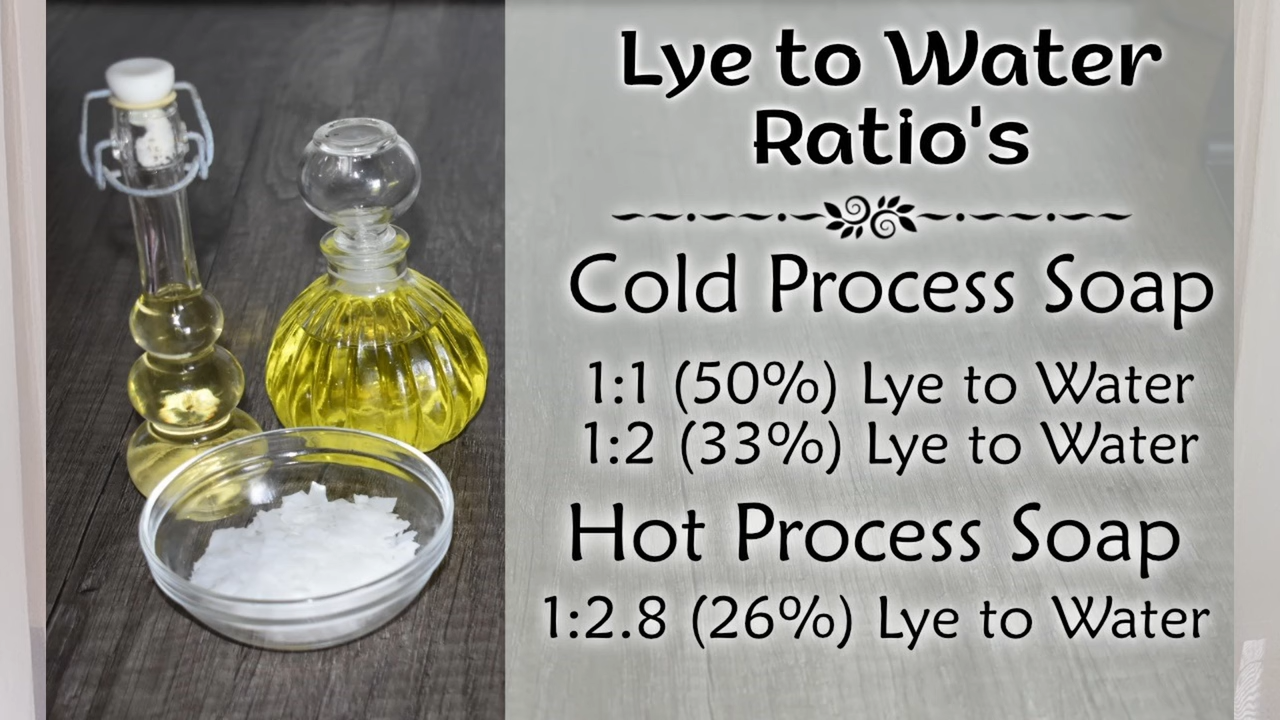 Lye to Water
Ratio's
Cold Process Soap
1:1 (50%) Lye to Water
1:2 (33%) Lye to Water
Hot Process Soap
1:2.8 (26%) Lye to Water